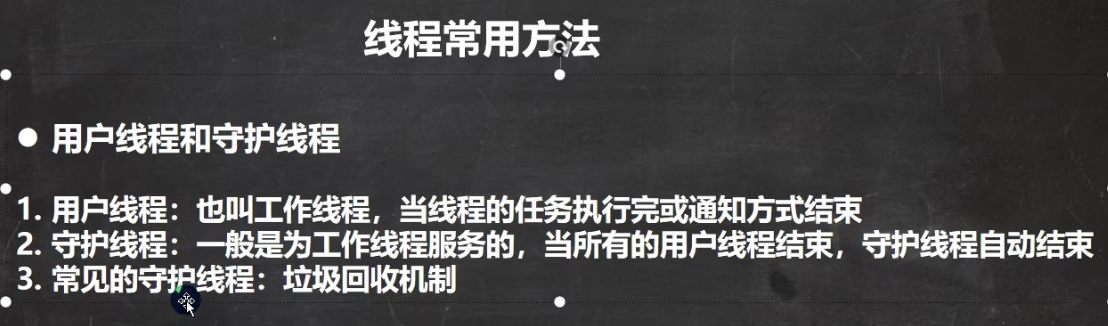 线程常用方法
● 用户线程和守护线程
1. 用户线程：也叫工作线程，当线程的任务执行完或通知方式结束
2. 守护线程：一般是为工作线程服务的，当所有的用户线程结束，守护线程自动结束
3. 常见的守护线程：垃圾回收机制